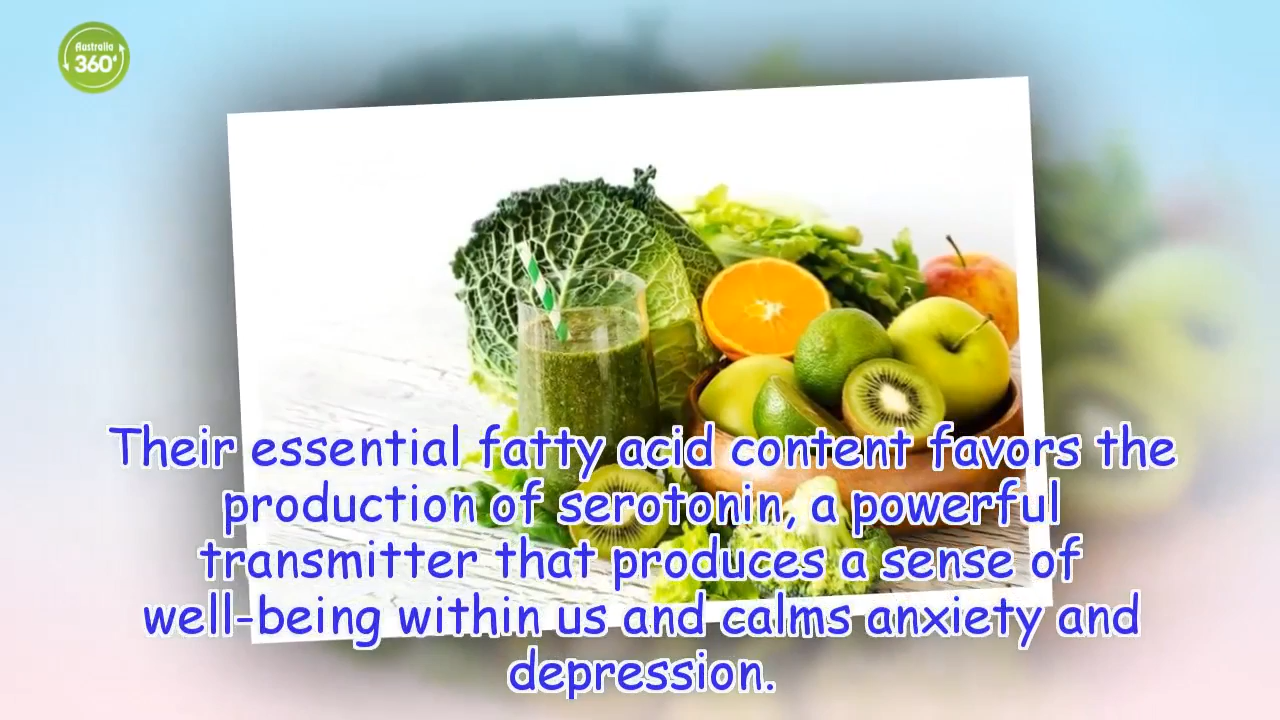 Australia
360°
Their essential fatty acid content favors the
production of serotonin, a powerful
transmitter that produces a sense of
well-being within us and calms anxiety and
depression.